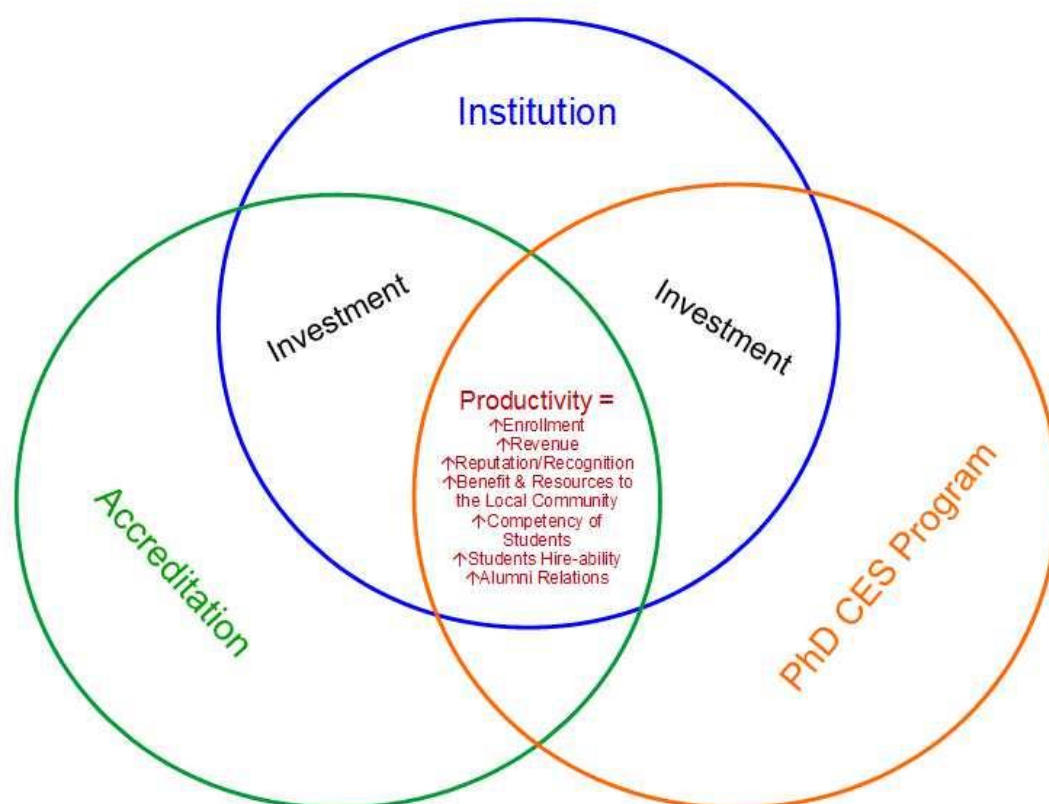 Institution
Investment
Investment
Productivity =
↑Enrollment
↑Revenue
↑Reputation/Recognition
↑Benefit & Resources to
the Local Community
↑Competency of
Students
↑Students Hire-ability
↑Alumni Relations
Accreditation
PhD CES Program